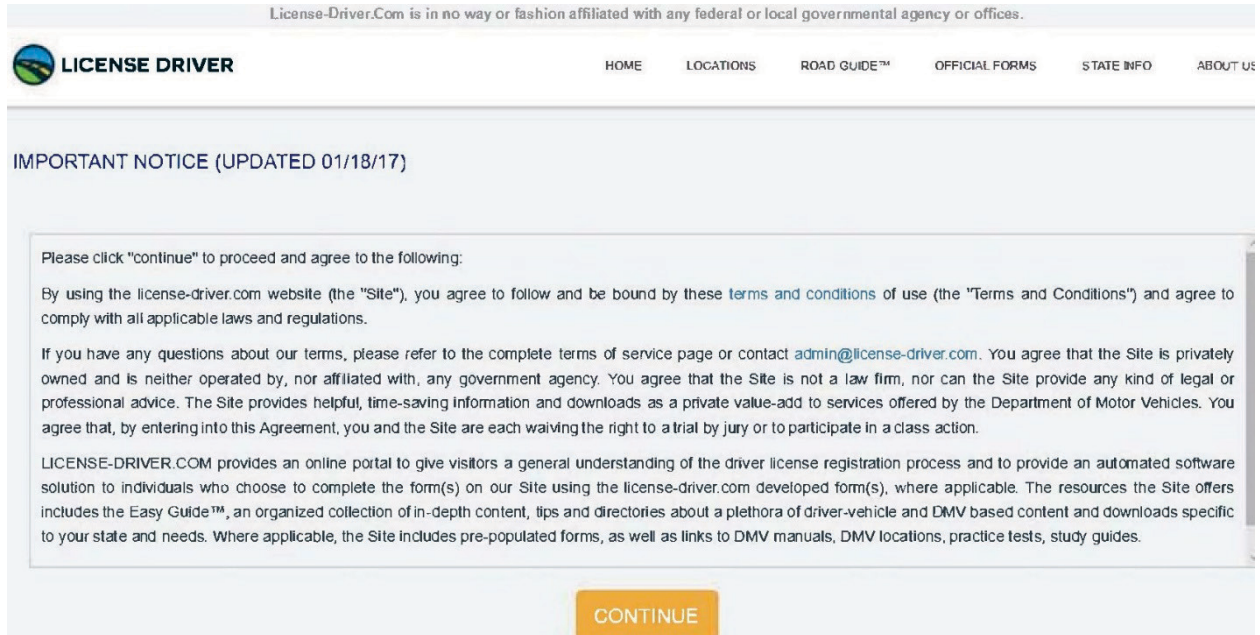 License-Driver.Com is in no way or fashion affiliated with any federal or local governmental agency or offices.
LICENSE DRIVER
HOME LOCATIONS ROAD GUIDE™ OFFICIAL FORMS STATE INFO ABOUT US
IMPORTANT NOTICE (UPDATED 01/18/17)
Please click "continue" to proceed and agree to the following:
By using the license-driver.com website (the "Site"), you agree to follow and be bound by these terms and conditions of use (the "Terms and Conditions") and agree to
comply with all applicable laws and regulations.
If you have any questions about our terms, please refer to the complete terms of service page or contact admin@license-driver.com. You agree that the Site is privately
owned and is neither operated by, nor affiliated with, any government agency. You agree that the Site is not a law firm, nor can the Site provide any kind of legal or
professional advice. The Site provides helpful, time-saving information and downloads as a private value-add to services offered by the Department of Motor Vehicles. You
agree that, by entering into this Agreement, you and the Site are each waiving the right to a trial by jury or to participate in a class action.
LICENSE-DRIVER.COM provides an online portal to give visitors a general understanding of the driver license registration process and to provide an automated software
solution to individuals who choose to complete the form(s) on our Site using the license-driver.com developed form(s), where applicable. The resources the Site offers
includes the Easy Guide™, an organized collection of in-depth content, tips and directories about a plethora of driver-vehicle and DMV based content and downloads specific
to your state and needs. Where applicable, the Site includes pre-populated forms, as well as links to DMV manuals, DMV locations, practice tests, study guides.
CONTINUE